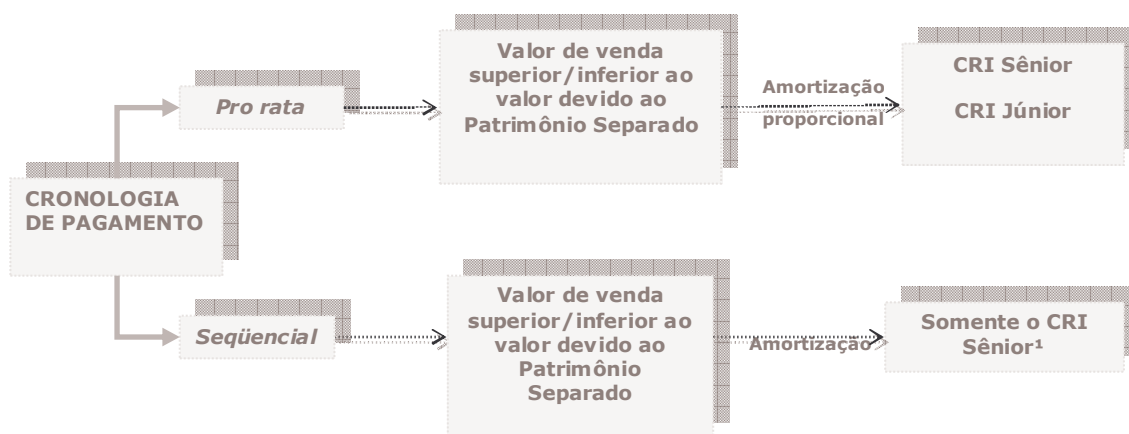 Pro rata
Valor de venda
superior/inferior ao
valor devido ao
Patrimônio Separado
Amortização
proporcional
CRI Sênior
CRI Júnior
CRONOLOGIA
DE PAGAMENTO
Seqüencial
Valor de venda
superior/inferior ao
valor devido ao
Patrimônio
Separado
Amortização
Somente o CRI
Sênior¹